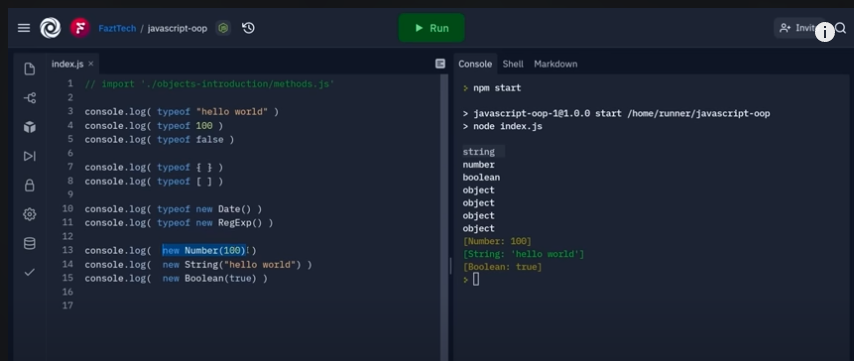 FaztTech / javascript-oop
Run
Invit
index.js ×
1 // import './objects-introduction/methods.js'
2
3 console.log( typeof "hello world" )
4 console.log( typeof 100 )
5 console.log( typeof false )
6
7 console.log( typeof { } )
8 console.log( typeof [ ] )
9
10 console.log( typeof new Date() )
11 console.log( typeof new RegExp() )
12
13 console.log(  new Number(100) )
14 console.log(  new String("hello world") )
15 console.log(  new Boolean(true) )
16
17
Console Shell Markdown
> npm start
> javascript-oop-1@1.0.0 start /home/runner/javascript-oop
> node index.js
string
number
boolean
object
object
object
object
[Number: 100]
[String: 'hello world']
[Boolean: true]
>